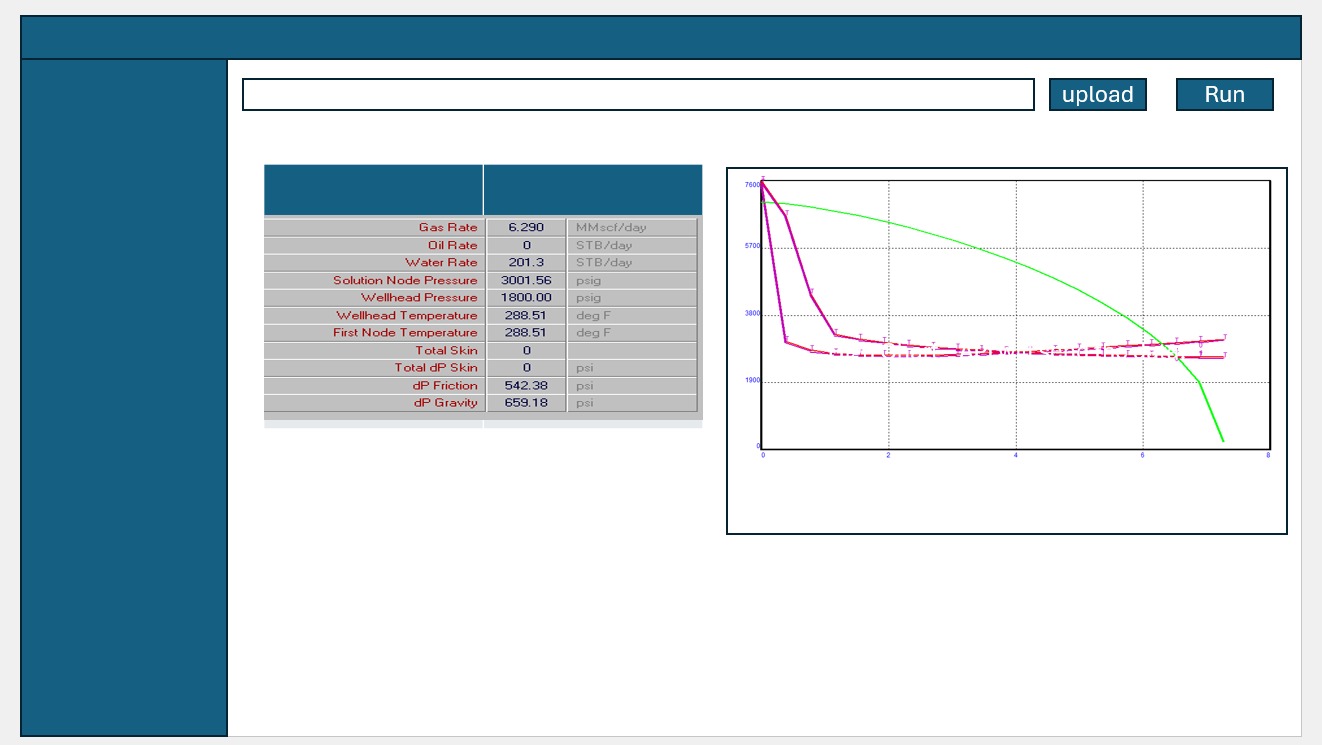 upload
Run
Gas Rate 6.290 MMscf/day
Oil Rate 0 STB/day
Water Rate 201.3 STB/day
Solution Node Pressure 3001.56 psig
Wellhead Pressure 1800.00 psig
Wellhead Temperature 288.51 deg F
First Node Temperature 288.51 deg F
Total Skin 0
Total dP Skin 0 psi
dP Friction 542.38 psi
dP Gravity 659.18 psi
7600
5700
3800
1900
0
0 2 4 6 8